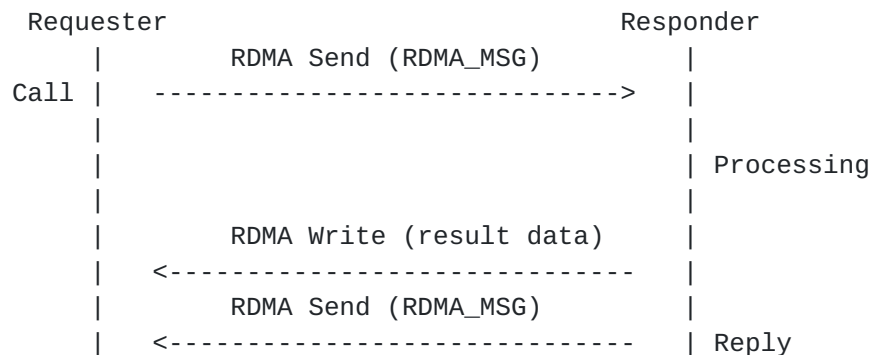 Requester Responder
| RDMA Send (RDMA_MSG) |
Call | ------------------------------> |
| |
| | Processing
| |
| RDMA Write (result data) |
| <------------------------------ |
| RDMA Send (RDMA_MSG) |
| <------------------------------ | Reply